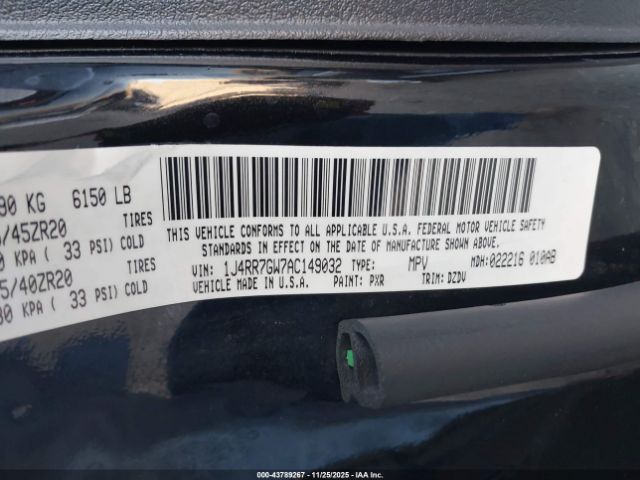 90 KG 6150 LB
/45ZR20 TIRES
0 KPA ( 33 PSI) COLD
5/40ZR20 TIRES
30 KPA ( 33 PSI) COLD
THIS VEHICLE CONFORMS TO ALL APPLICABLE U.S.A. FEDERAL MOTOR VEHICLE SAFETY
STANDARDS IN EFFECT ON THE DATE OF MANUFACTURE SHOWN ABOVE.
VIN: 1J4RR7GW7AC149032 TYPE: MPV MDH: 022216 010AB
VEHICLE MADE IN U.S.A. PAINT: PXR TRIM: DZDV
000-43789267 - 11/25/2025 - IAAC, Inc.